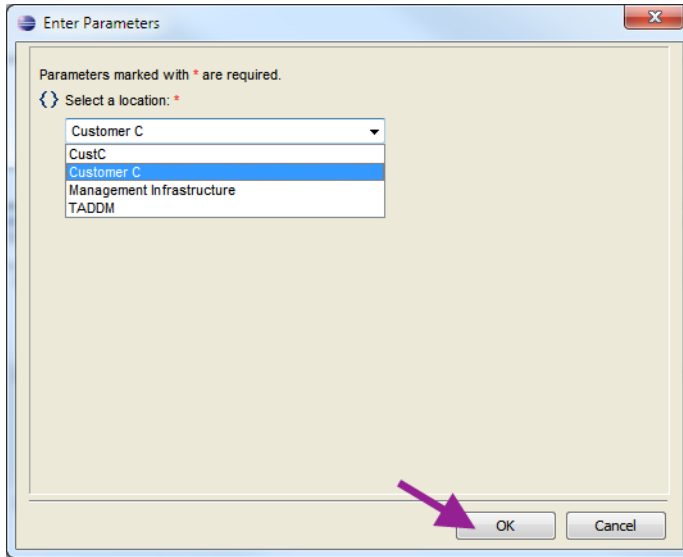 Enter Parameters
Parameters marked with * are required.
{} Select a location: *
Customer C
CustC
Customer C
Management Infrastructure
TADDM
OK Cancel